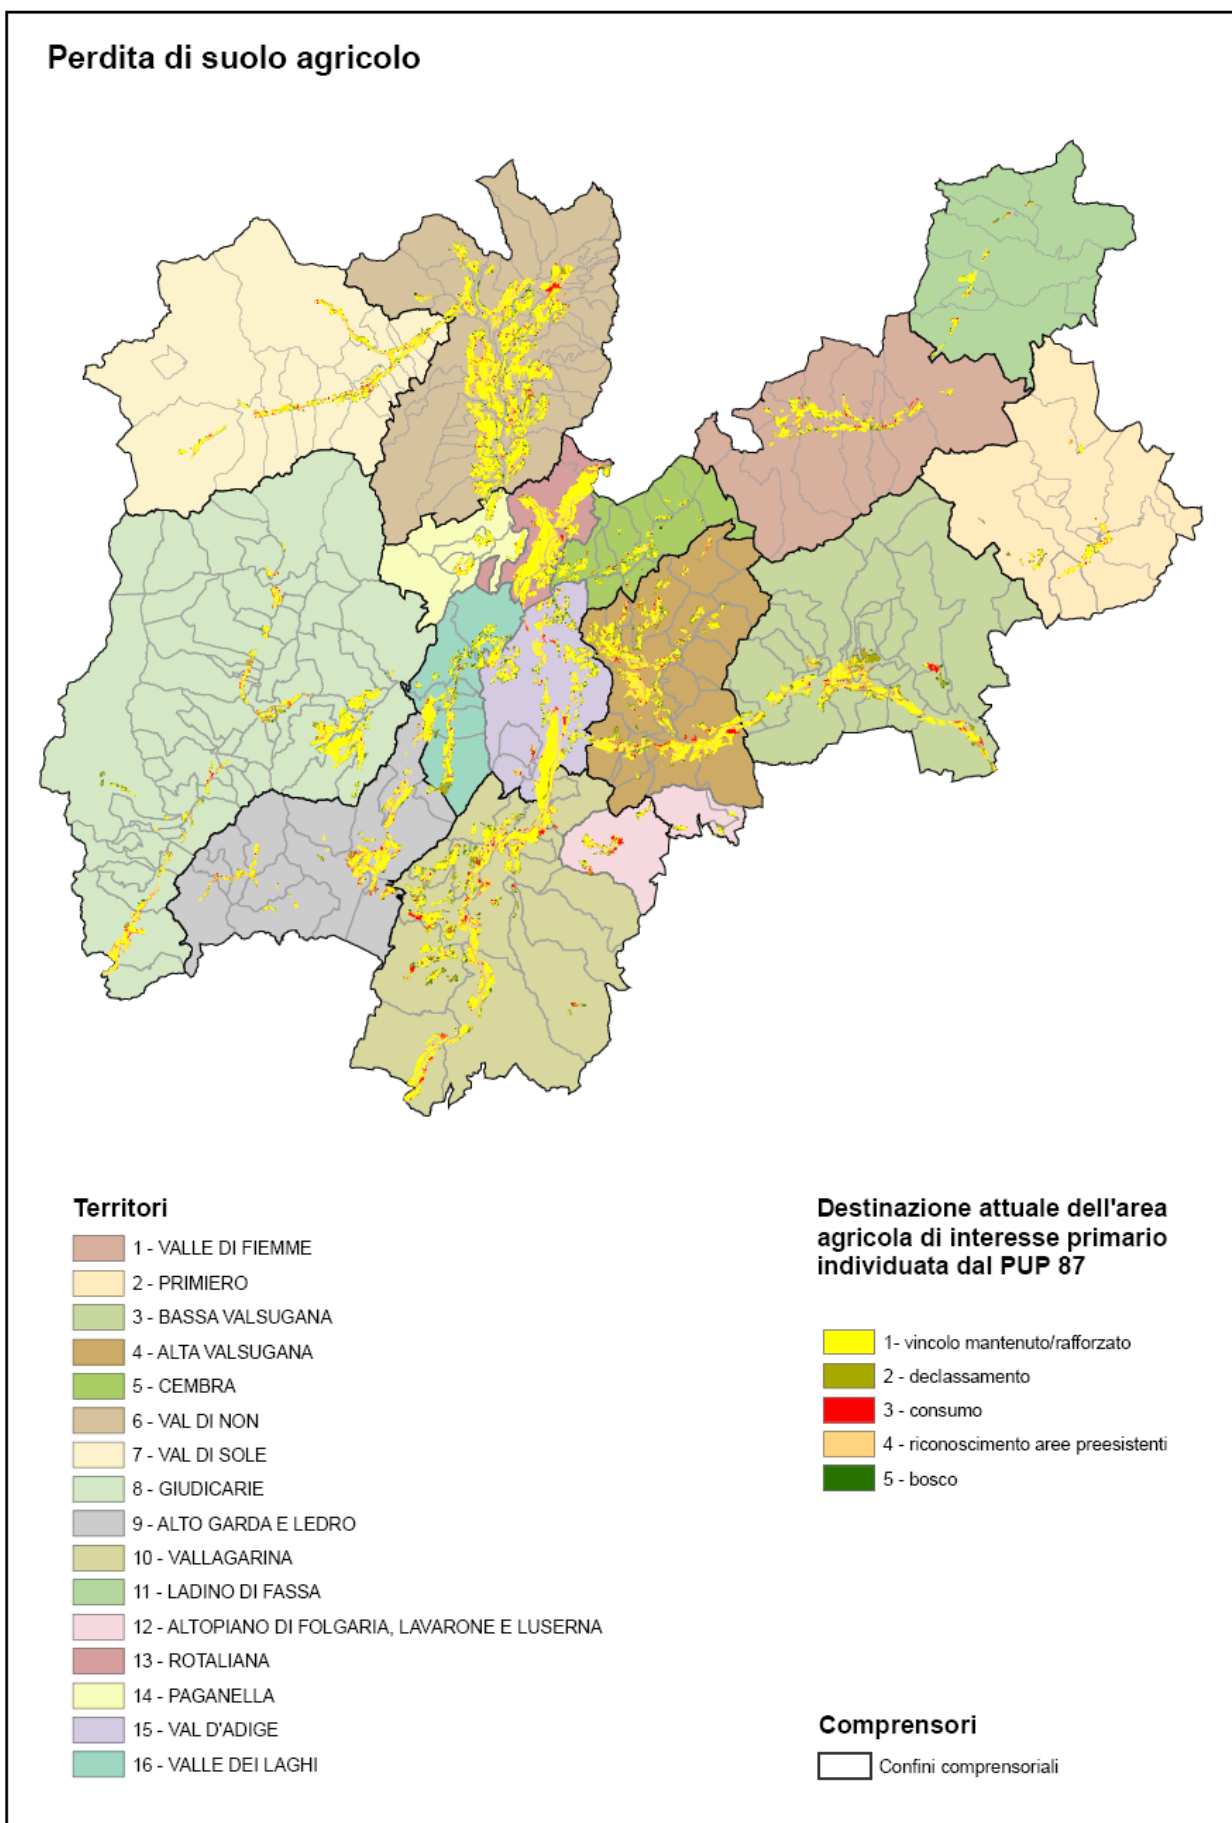 Perdita di suolo agricolo
Territori
1 - VALLE DI FIEMME
2 - PRIMIERO
3 - BASSA VALSUGANA
4 - ALTA VALSUGANA
5 - CEMBRA
6 - VAL DI NON
7 - VAL DI SOLE
8 - GIUDICARIE
9 - ALTO GARDA E LEDRO
10 - VALLAGARINA
11 - LADINO DI FASSA
12 - ALTOPIANO DI FOLGARIA, LAVARONE E LUSERNA
13 - ROTALIANA
14 - PAGANELLA
15 - VAL D'ADIGE
16 - VALLE DEI LAGHI
Destinazione attuale dell'area
agricola di interesse primario
individuata dal PUP 87
1- vincolo mantenuto/rafforzato
2 - declassamento
3 - consumo
4 - riconoscimento aree preesistenti
5 - bosco
Comprensori
Confini comprensoriali